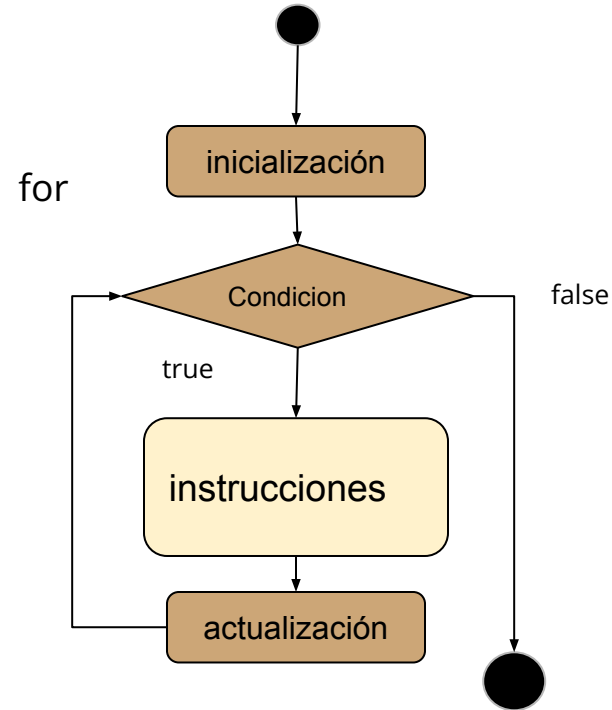 inicialización
for
Condicion
false
true
instrucciones
actualización